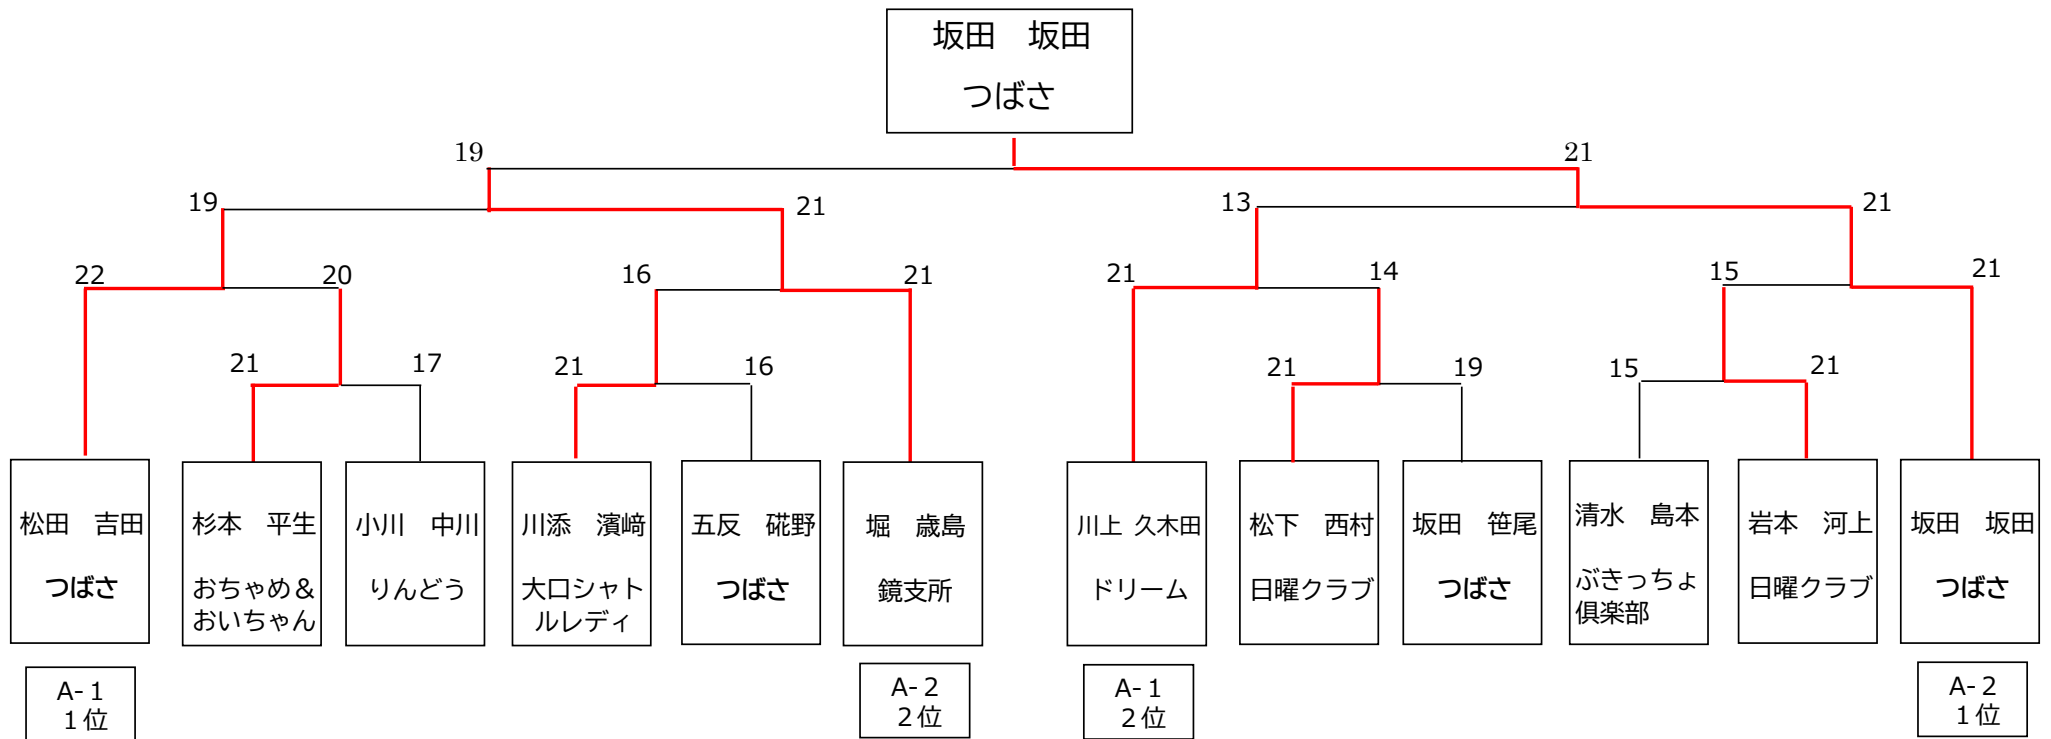 坂田　坂田
つばさ
19
21
19
21
13
21
22
20
16
21
21
14
15
21
21
17
21
16
21
19
15
21
松田　吉田
つばさ
杉本　平生
おちゃめ＆
おいちゃん
小川　中川
りんどう
川添　濱﨑
大口シャト
ルレディ
五反　硴野
つばさ
堀　歳島
鏡支所
川上 久木田
ドリーム
松下　西村
日曜クラブ
坂田　笹尾
つばさ
清水　島本
ぶきっちょ
倶楽部
岩本　河上
日曜クラブ
坂田　坂田
つばさ
A-１
１位
A-２
２位
A-１
２位
A-２
１位